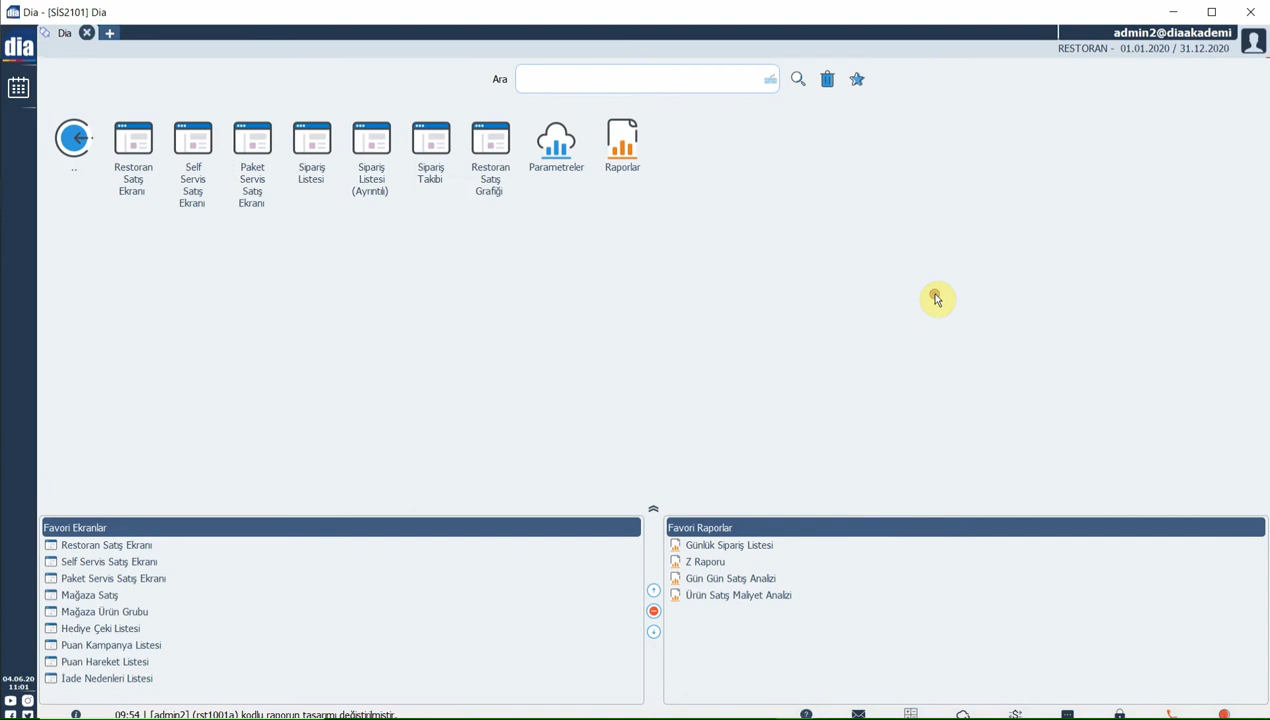 Dia - [SİS2101] Dia
dia
Dia
admin2@diaakademi
RESTORAN - 01.01.2020 / 31.12.2020
Ara
..
Restoran
Satış
Ekranı
Self
Servis
Satış
Ekranı
Paket
Servis
Satış
Ekranı
Sipariş
Listesi
Sipariş
Listesi
(Ayrıntılı)
Sipariş
Takibi
Restoran
Satış
Grafiği
Parametreler
Raporlar
Favori Ekranlar
Restoran Satış Ekranı
Self Servis Satış Ekranı
Paket Servis Satış Ekranı
Mağaza Satış
Mağaza Ürün Grubu
Hediye Çeki Listesi
Puan Kampanya Listesi
Puan Hareket Listesi
İade Nedenleri Listesi
Favori Raporlar
Günlük Sipariş Listesi
Z Raporu
Gün Gün Satış Analizi
Ürün Satış Maliyet Analizi
04.06.20
11:01
09:54 | [admin2] (rst1001a) kodlu raporun tasarımı değiştirilmiştir.